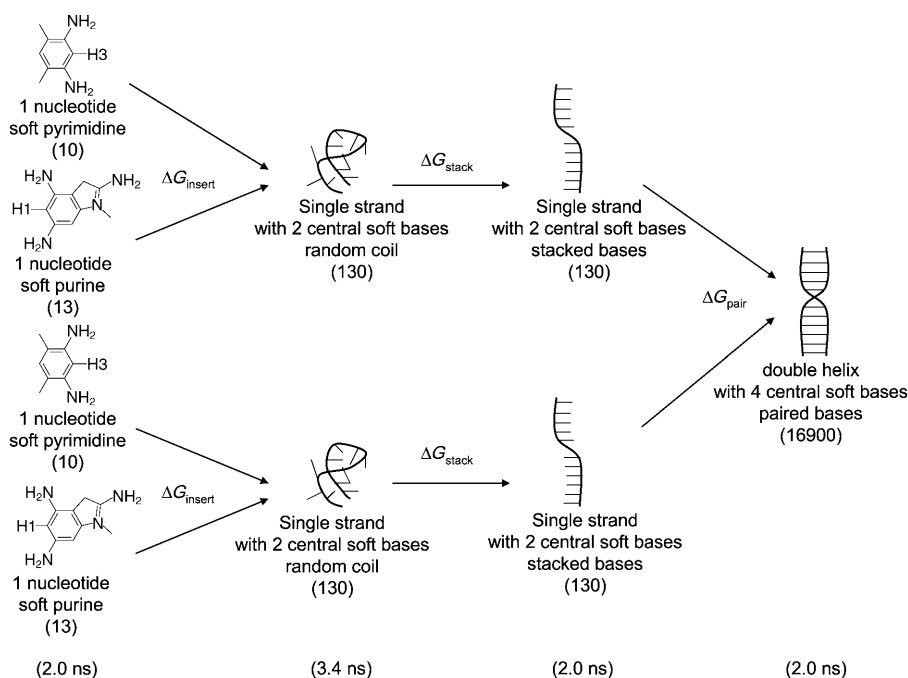 NH₂
H3
NH₂
1 nucleotide
soft pyrimidine
(10)
H₂N
NH₂
H1
N
H₂N
1 nucleotide
soft purine
(13)
ΔG_insert
Single strand
with 2 central soft bases
random coil
(130)
ΔG_stack
Single strand
with 2 central soft bases
stacked bases
(130)
NH₂
H3
NH₂
1 nucleotide
soft pyrimidine
(10)
H₂N
NH₂
H1
N
H₂N
1 nucleotide
soft purine
(13)
ΔG_insert
Single strand
with 2 central soft bases
random coil
(130)
ΔG_stack
Single strand
with 2 central soft bases
stacked bases
(130)
ΔG_pair
double helix
with 4 central soft bases
paired bases
(16900)
(2.0 ns)
(3.4 ns)
(2.0 ns)
(2.0 ns)